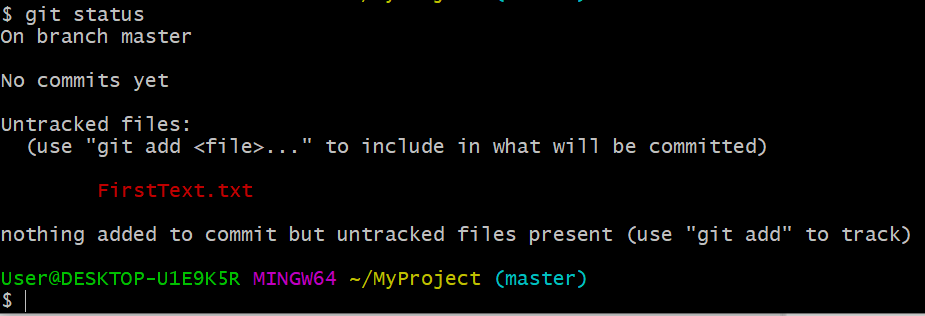 $ git status
On branch master
No commits yet
Untracked files:
(use "git add <file>..." to include in what will be committed)
FirstText.txt
nothing added to commit but untracked files present (use "git add" to track)
User@DESKTOP-U1E9K5R MINGW64 ~/MyProject (master)
$